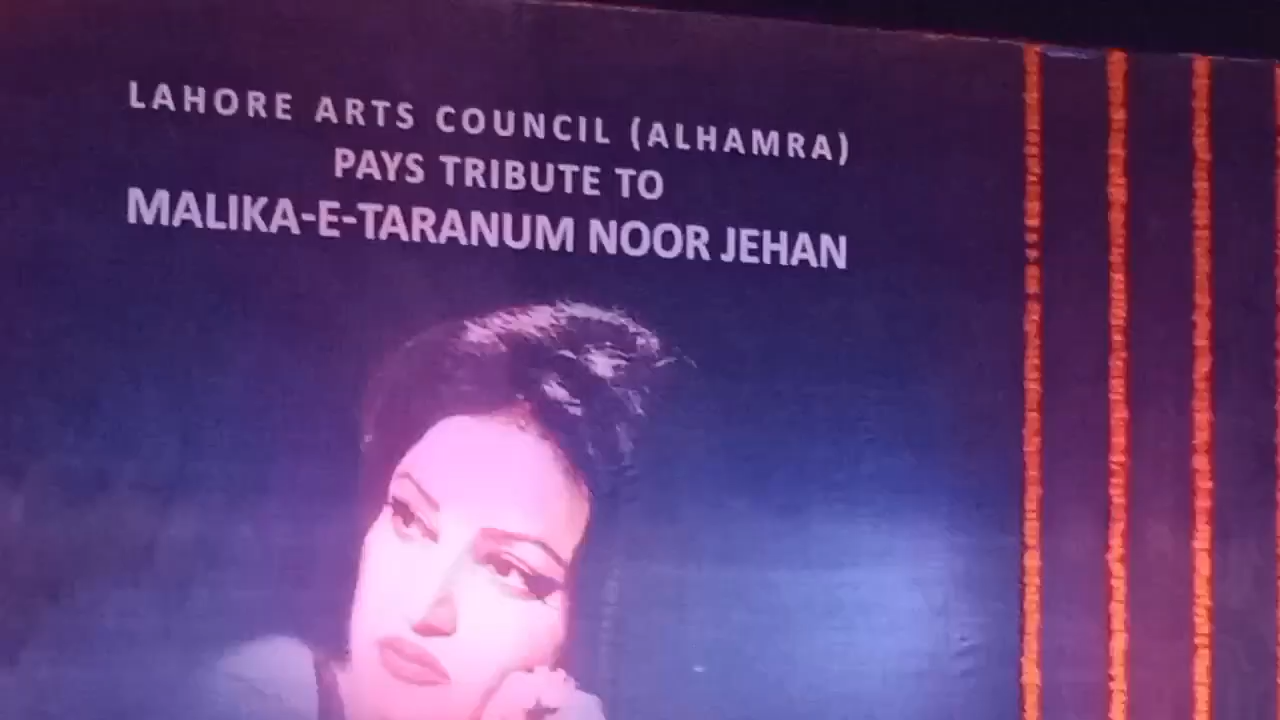 LAHORE ARTS COUNCIL (ALHAMRA)
PAYS TRIBUTE TO
MALIKA-E-TARANUM NOOR JEHAN